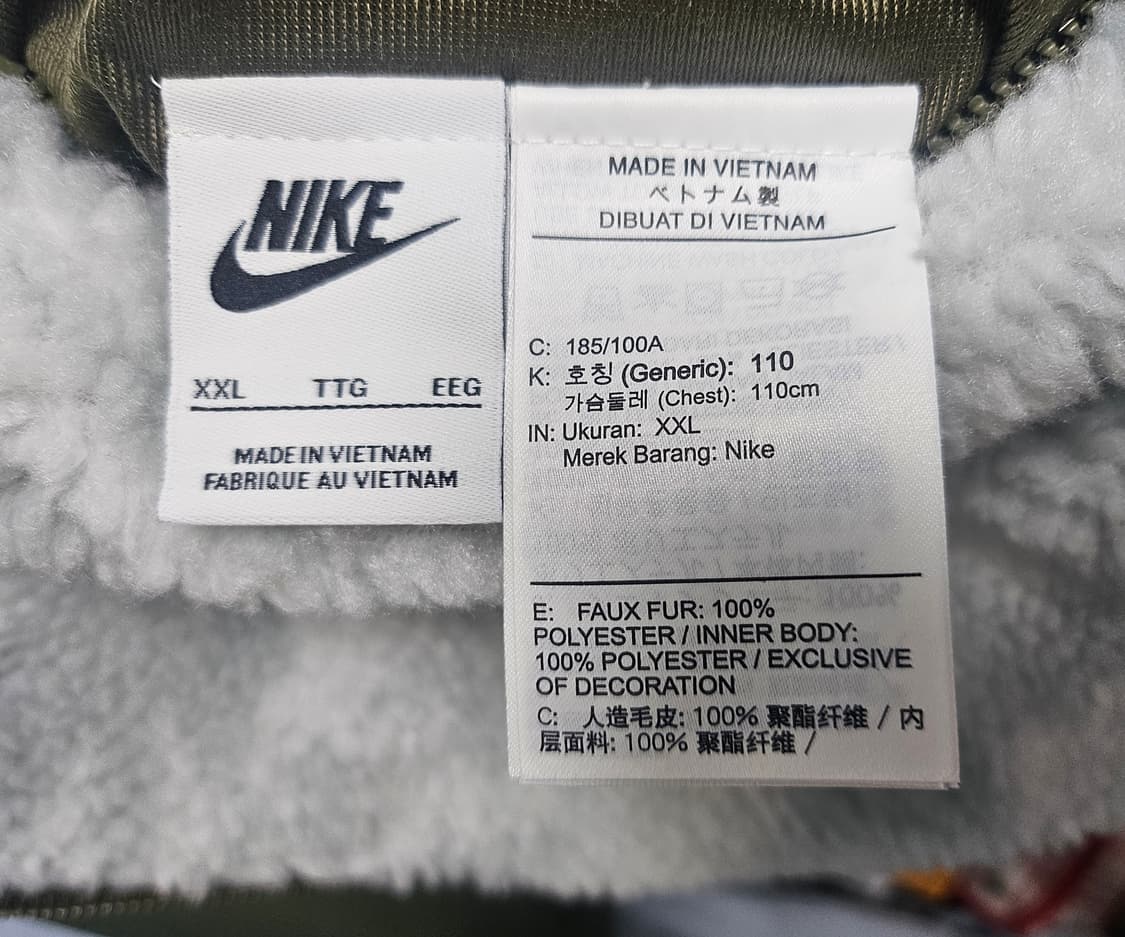 NIKE
XXL TTG EEG
MADE IN VIETNAM
FABRIQUE AU VIETNAM
MADE IN VIETNAM
ベトナム製
DIBUAT DI VIETNAM
C: 185/100A
K: 호칭 (Generic): 110
가슴둘레 (Chest): 110cm
IN: Ukuran: XXL
Merek Barang: Nike
E: FAUX FUR: 100%
POLYESTER / INNER BODY:
100% POLYESTER / EXCLUSIVE
OF DECORATION
C: 人造毛皮: 100% 聚酯纤维 / 内
层面料: 100% 聚酯纤维 /